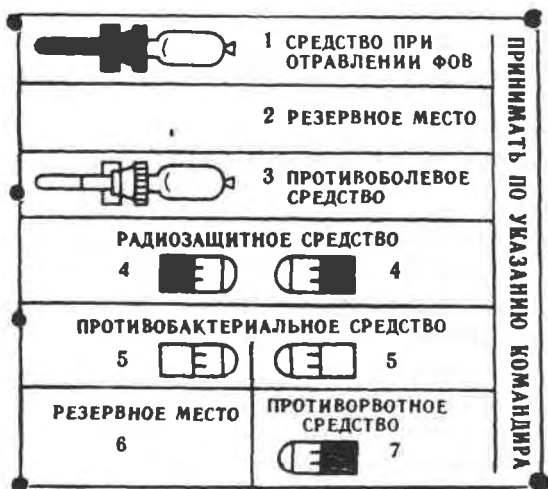 1 СРЕДСТВО ПРИ
ОТРАВЛЕНИИ ФОВ
2 РЕЗЕРВНОЕ МЕСТО
3 ПРОТИВОБОЛЕВОЕ
СРЕДСТВО
РАДИОЗАЩИТНОЕ СРЕДСТВО
4 4
ПРОТИВОБАКТЕРИАЛЬНОЕ СРЕДСТВО
5 5
РЕЗЕРВНОЕ МЕСТО
6
ПРОТИВОРВОТНОЕ
СРЕДСТВО
7
ПРИНИМАТЬ ПО УКАЗАНИЮ КОМАНДИРА